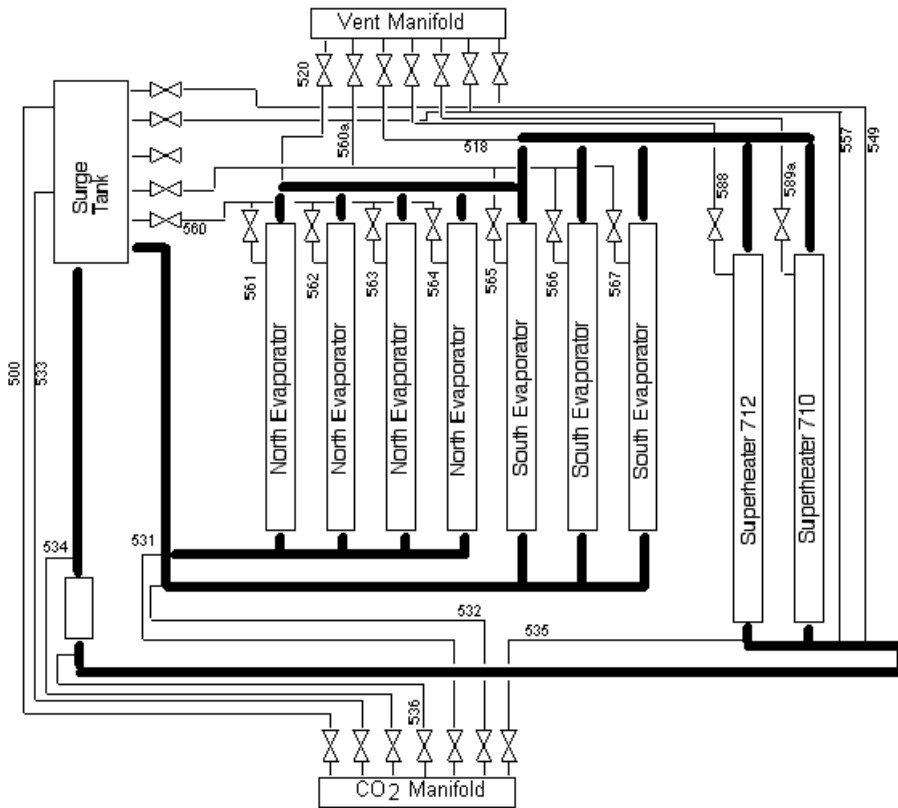 Vent Manifold
520
560a
518
557
549
588
589a
Surge
Tank
560
561
562
563
564
565
566
567
North Evaporator
North Evaporator
North Evaporator
North Evaporator
South Evaporator
South Evaporator
South Evaporator
Superheater 712
Superheater 710
500
533
534
531
532
535
536
CO2 Manifold